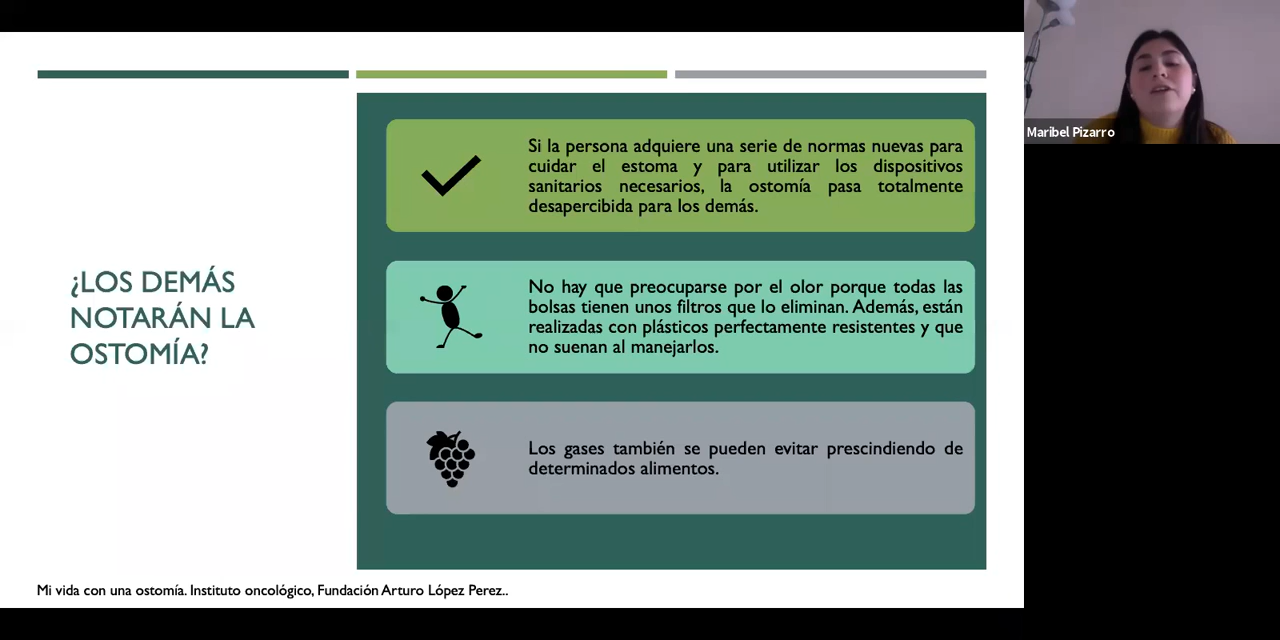 ¿LOS DEMÁS
NOTARÁN LA
OSTOMÍA?
Si la persona adquiere una serie de normas nuevas para
cuidar el estoma y para utilizar los dispositivos
sanitarios necesarios, la ostomía pasa totalmente
desapercibida para los demás.
No hay que preocuparse por el olor porque todas las
bolsas tienen unos filtros que lo eliminan. Además, están
realizadas con plásticos perfectamente resistentes y que
no suenan al manejarlos.
Los gases también se pueden evitar prescindiendo de
determinados alimentos.
Mi vida con una ostomía. Instituto oncológico, Fundación Arturo López Perez..
Maribel Pizarro